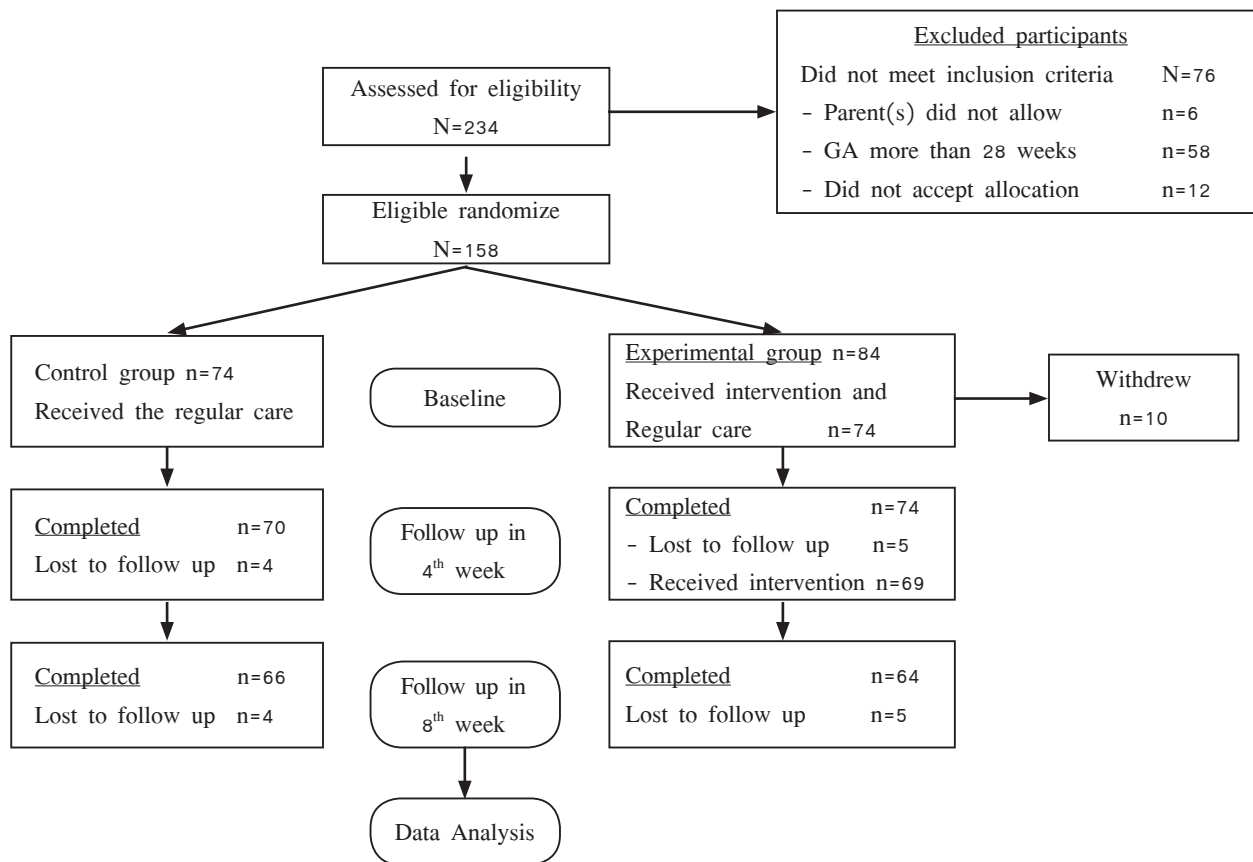 Assessed for eligibility
N=234
Excluded participants
Did not meet inclusion criteria N=76
- Parent(s) did not allow n=6
- GA more than 28 weeks n=58
- Did not accept allocation n=12
Eligible randomize
N=158
Control group n=74
Received the regular care
Baseline
Experimental group n=84
Received intervention and
Regular care n=74
Withdrew
n=10
Completed n=70
Lost to follow up n=4
Follow up in
4th week
Completed n=74
- Lost to follow up n=5
- Received intervention n=69
Completed n=66
Lost to follow up n=4
Follow up in
8th week
Completed n=64
Lost to follow up n=5
Data Analysis